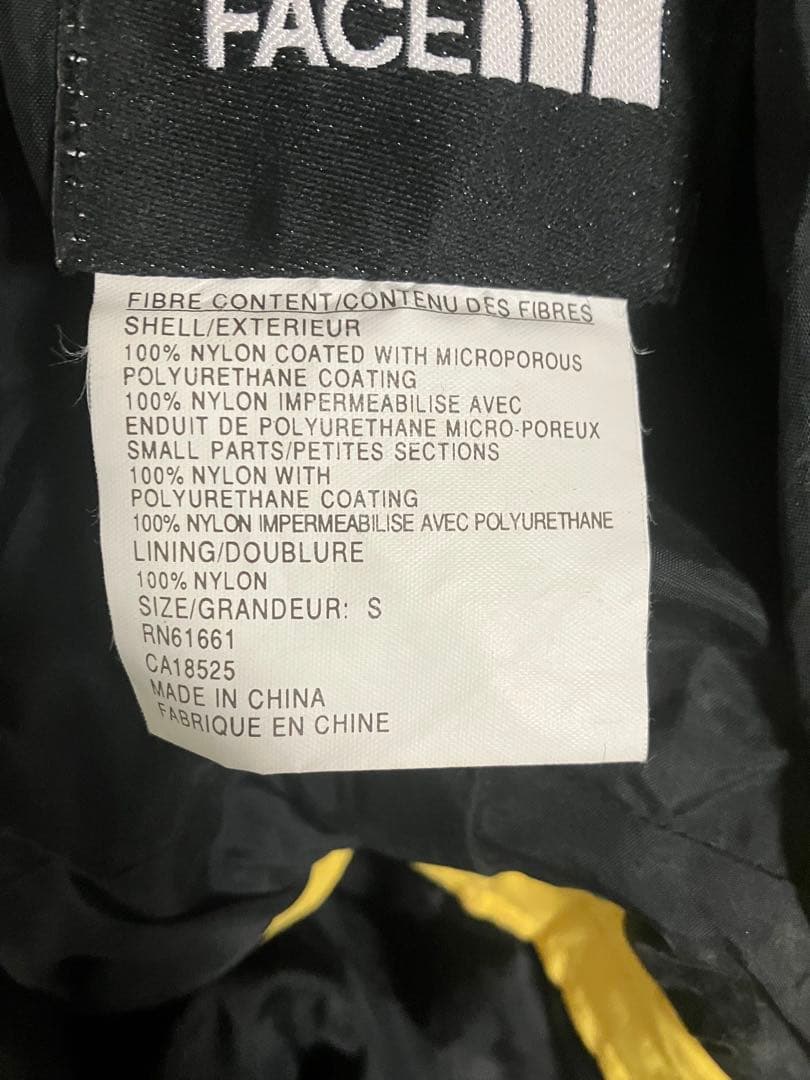 FACE
FIBRE CONTENT/CONTENU DES FIBRES
SHELL/EXTERIEUR
100% NYLON COATED WITH MICROPOROUS
POLYURETHANE COATING
100% NYLON IMPERMEABILISE AVEC
ENDUIT DE POLYURETHANE MICRO-POREUX
SMALL PARTS/PETITES SECTIONS
100% NYLON WITH
POLYURETHANE COATING
100% NYLON IMPERMEABILISE AVEC POLYURETHANE
LINING/DOUBLURE
100% NYLON
SIZE/GRANDEUR: S
RN61661
CA18525
MADE IN CHINA
FABRIQUE EN CHINE